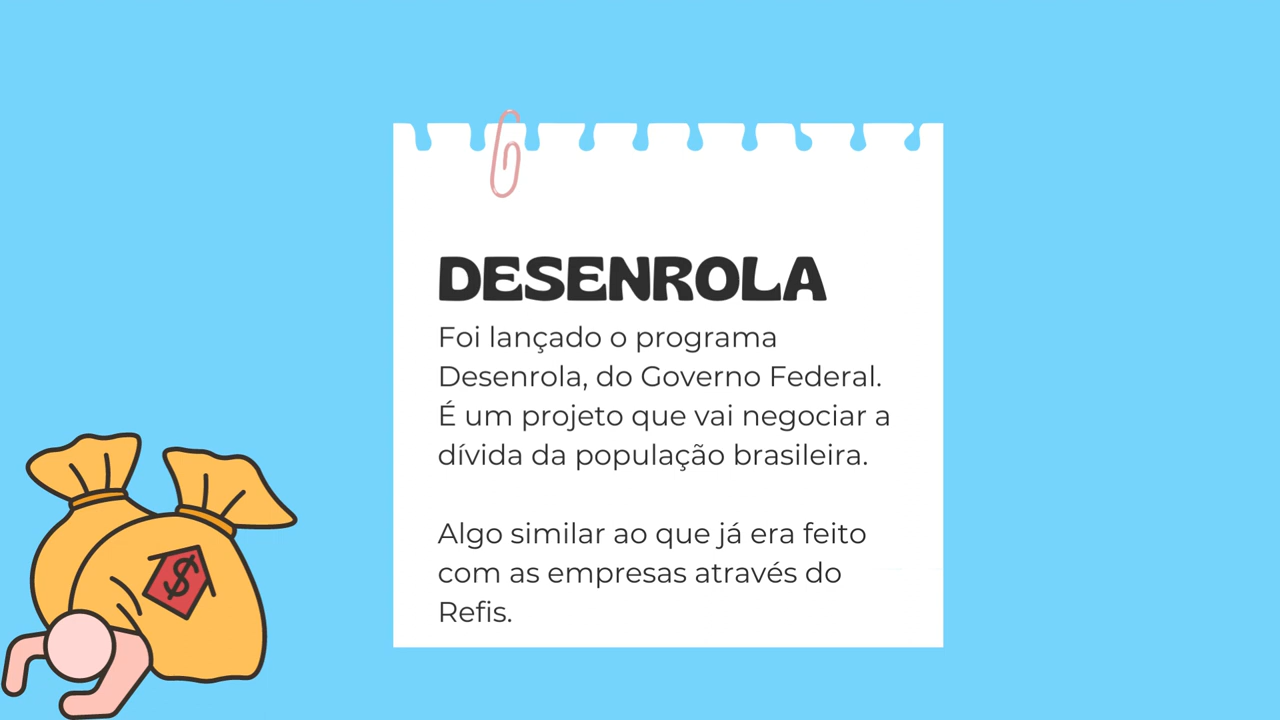 DESENROLA
Foi lançado o programa
Desenrola, do Governo Federal.
É um projeto que vai negociar a
dívida da população brasileira.
Algo similar ao que já era feito
com as empresas através do
Refis.
$